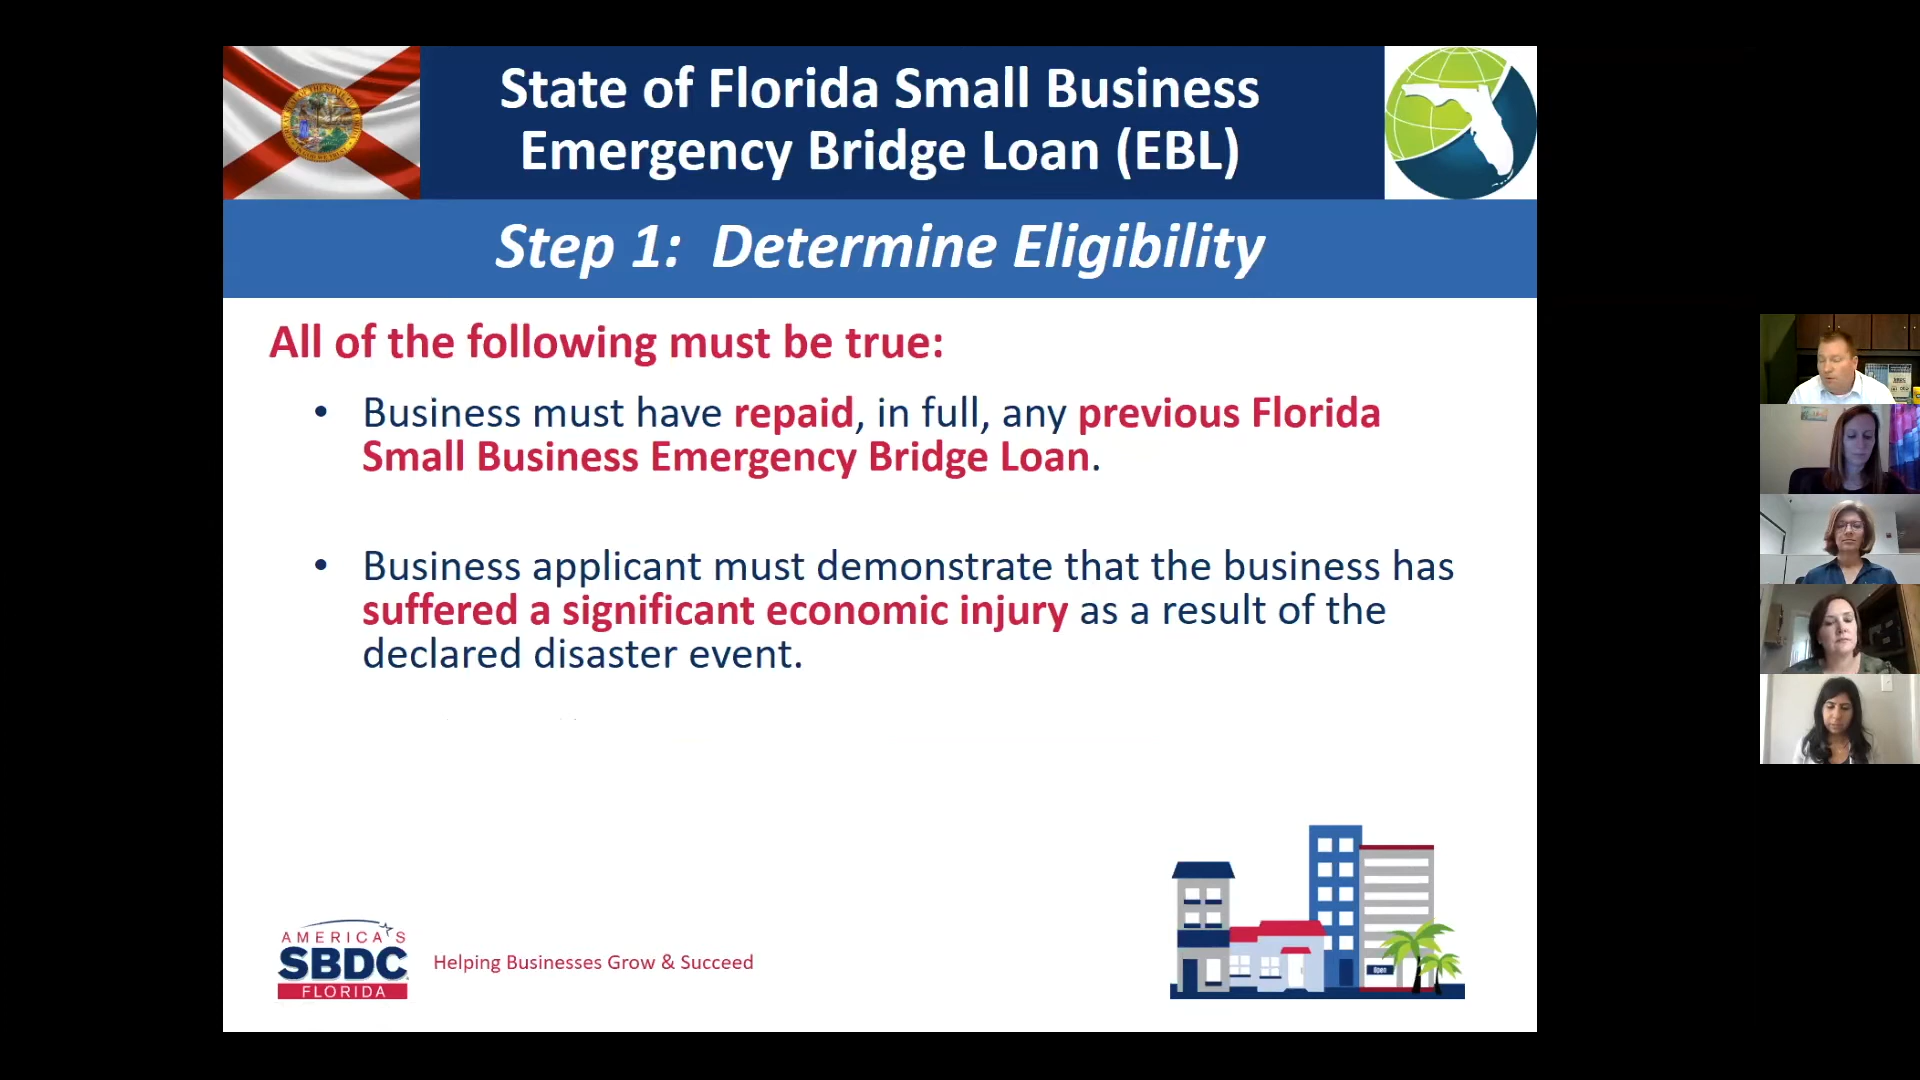 State of Florida Small Business
Emergency Bridge Loan (EBL)
Step 1: Determine Eligibility
All of the following must be true:
• Business must have repaid, in full, any previous Florida
Small Business Emergency Bridge Loan.
• Business applicant must demonstrate that the business has
suffered a significant economic injury as a result of the
declared disaster event.
AMERICA'S
SBDC
FLORIDA
Helping Businesses Grow & Succeed
Open